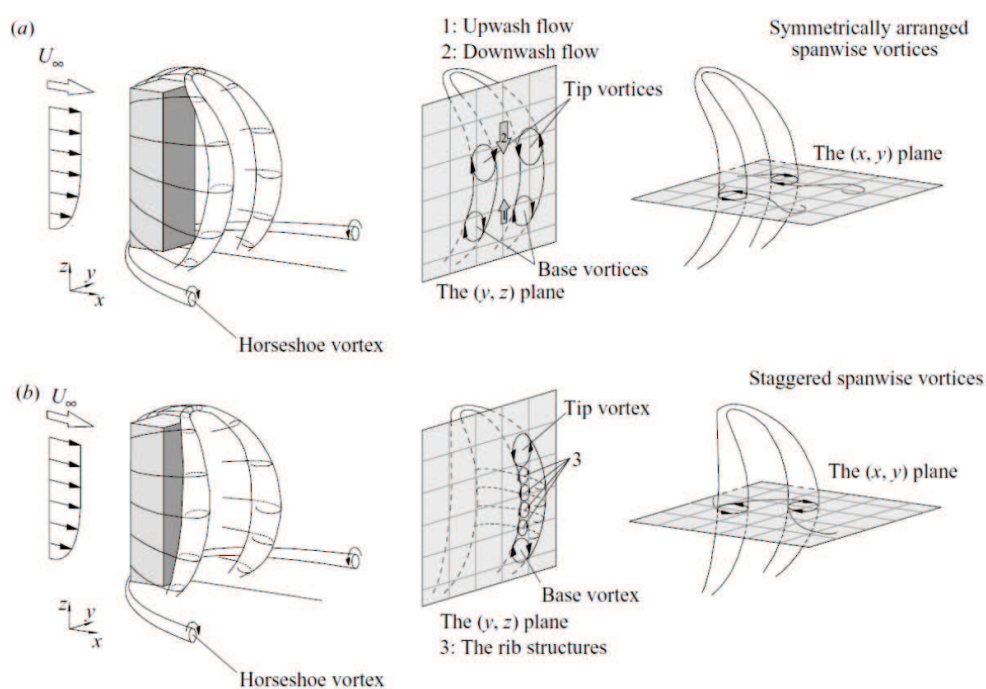 (a)
U∞
z
y
x
Horseshoe vortex
1: Upwash flow
2: Downwash flow
Tip vortices
2
1
Base vortices
The (y, z) plane
Symmetrically arranged
spanwise vortices
The (x, y) plane
(b)
U∞
z
y
x
Horseshoe vortex
Tip vortex
3
Base vortex
The (y, z) plane
3: The rib structures
Staggered spanwise vortices
The (x, y) plane